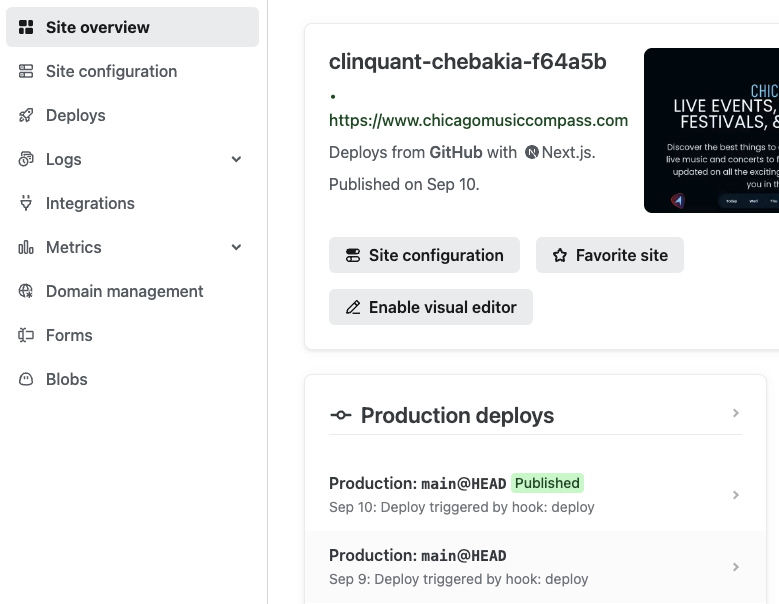 Site overview
Site configuration
Deploys
Logs
Integrations
Metrics
Domain management
Forms
Blobs
clinquant-chebakia-f64a5b
•
https://www.chicagomusiccompass.com
Deploys from GitHub with N Next.js.
Published on Sep 10.
CHIC
LIVE EVENTS,
FESTIVALS, &
Discover the best things to
live music and concerts to f
updated on all the exciting
you in th
Today Wed Thu
Site configuration
Favorite site
Enable visual editor
Production deploys
Production: main@HEAD Published
Sep 10: Deploy triggered by hook: deploy
Production: main@HEAD
Sep 9: Deploy triggered by hook: deploy